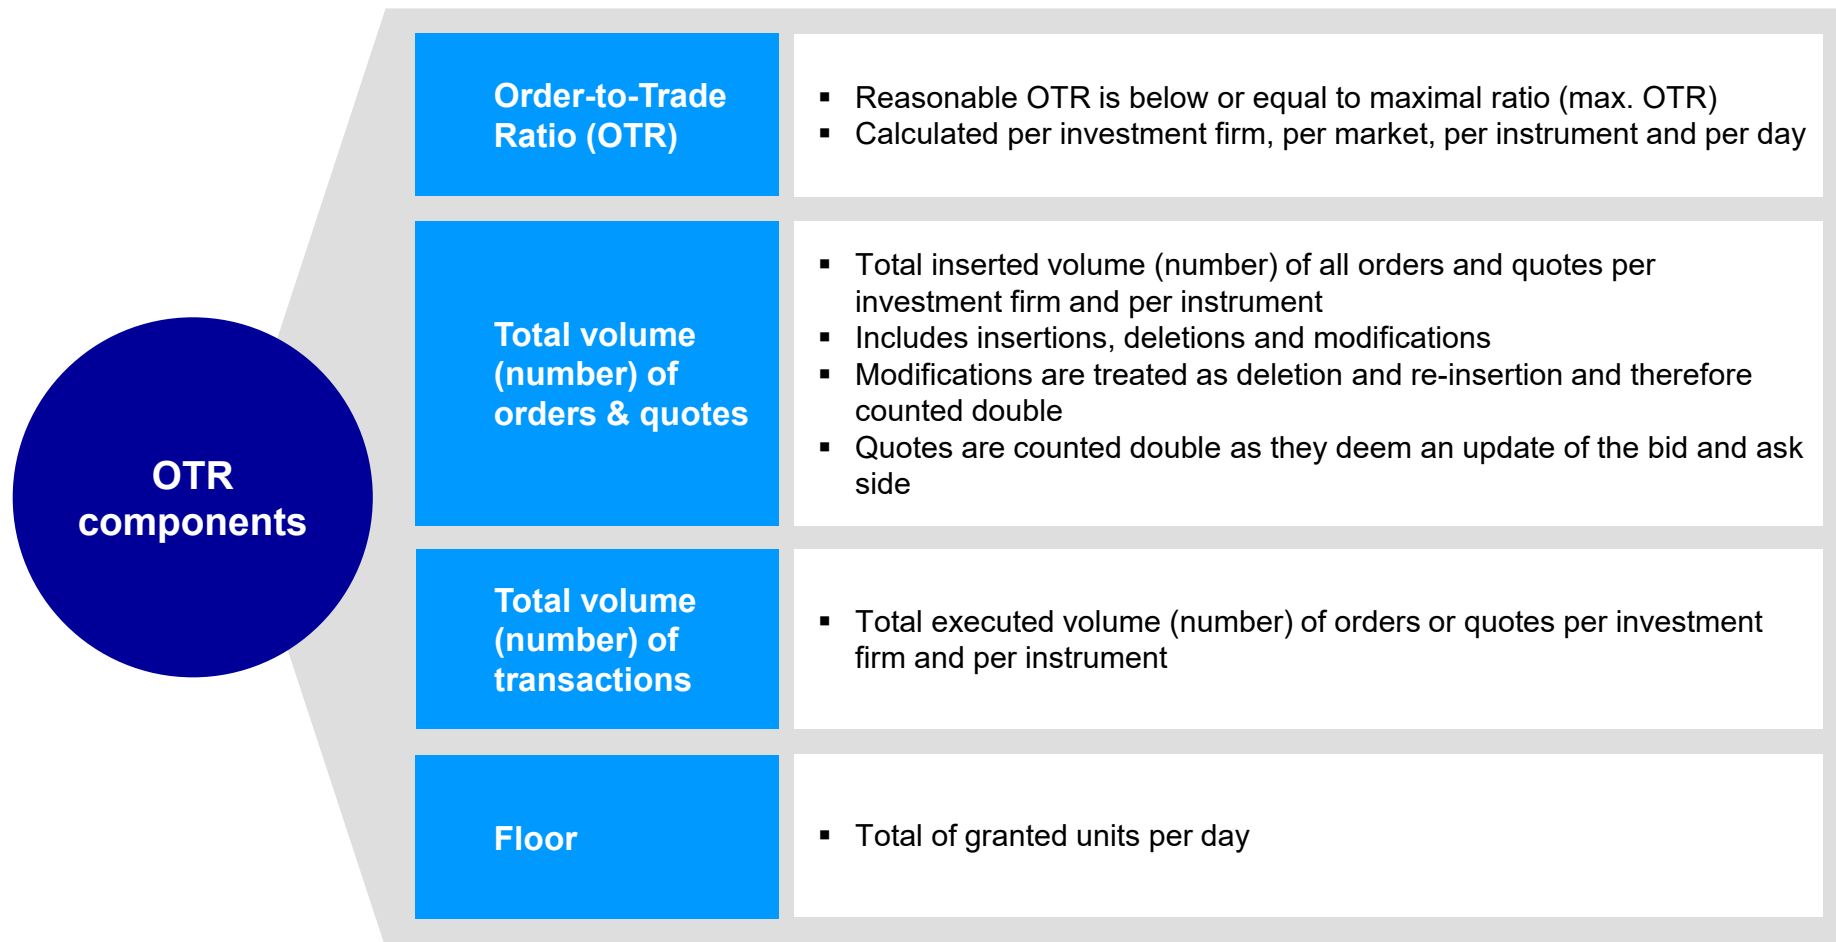 OTR
components
Order-to-Trade
Ratio (OTR)
▪ Reasonable OTR is below or equal to maximal ratio (max. OTR)
▪ Calculated per investment firm, per market, per instrument and per day
Total volume
(number) of
orders & quotes
▪ Total inserted volume (number) of all orders and quotes per
investment firm and per instrument
▪ Includes insertions, deletions and modifications
▪ Modifications are treated as deletion and re-insertion and therefore
counted double
▪ Quotes are counted double as they deem an update of the bid and ask
side
Total volume
(number) of
transactions
▪ Total executed volume (number) of orders or quotes per investment
firm and per instrument
Floor
▪ Total of granted units per day